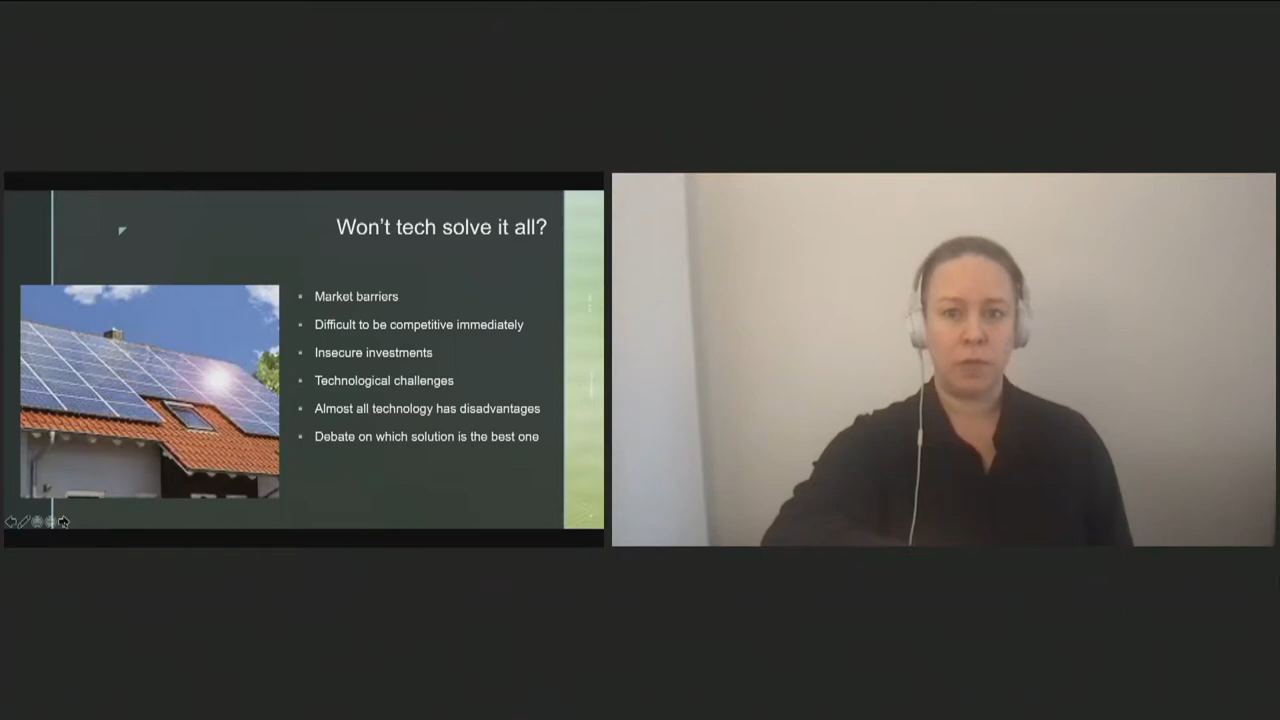 Won't tech solve it all?
Market barriers
Difficult to be competitive immediately
Insecure investments
Technological challenges
Almost all technology has disadvantages
Debate on which solution is the best one